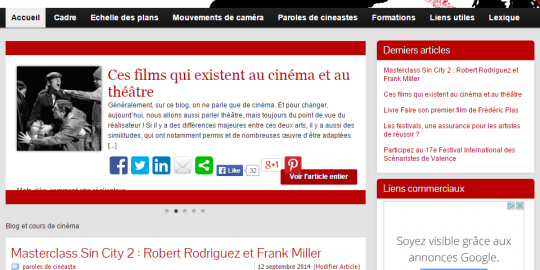 Accueil Cadre Echelle des plans Mouvements de caméra Paroles de cineastes Formations Liens utiles Lexique
Ces films qui existent au cinéma et au
théâtre
Généralement, sur ce blog, on ne parle que de cinéma. Et pour changer,
aujourd'hui, nous allons aussi parler théâtre, mais toujours du point de vue du
réalisateur ! Si il y a des différences majeures entre ces deux arts, il y a aussi des
similitudes, qui ont notamment permis et de nombreuses œuvre d'être adaptées
[...]
Like 32
+1
Voir l'article entier
Blog et cours de cinéma
Masterclass Sin City 2 : Robert Rodriguez et Frank Miller
paroles de cineaste 12 septembre 2014 (Modifier Article)
Derniers articles
Masterclass Sin City 2 : Robert Rodriguez et
Frank Miller
Ces films qui existent au cinéma et au théâtre
Livre Faire son premier film de Frédéric Plas
Les festivals, une assurance pour les artistes
de réussir ?
Participez au 17e Festival International des
Scénaristes de Valence
Liens commerciaux
Soyez visible grâce aux
annonces Google.